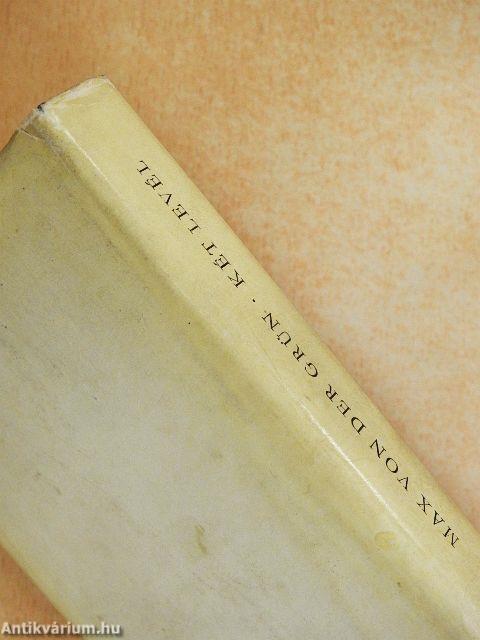 MAX VON DER GRÜN · KÉT LEVÉL
Antikvárium.hu